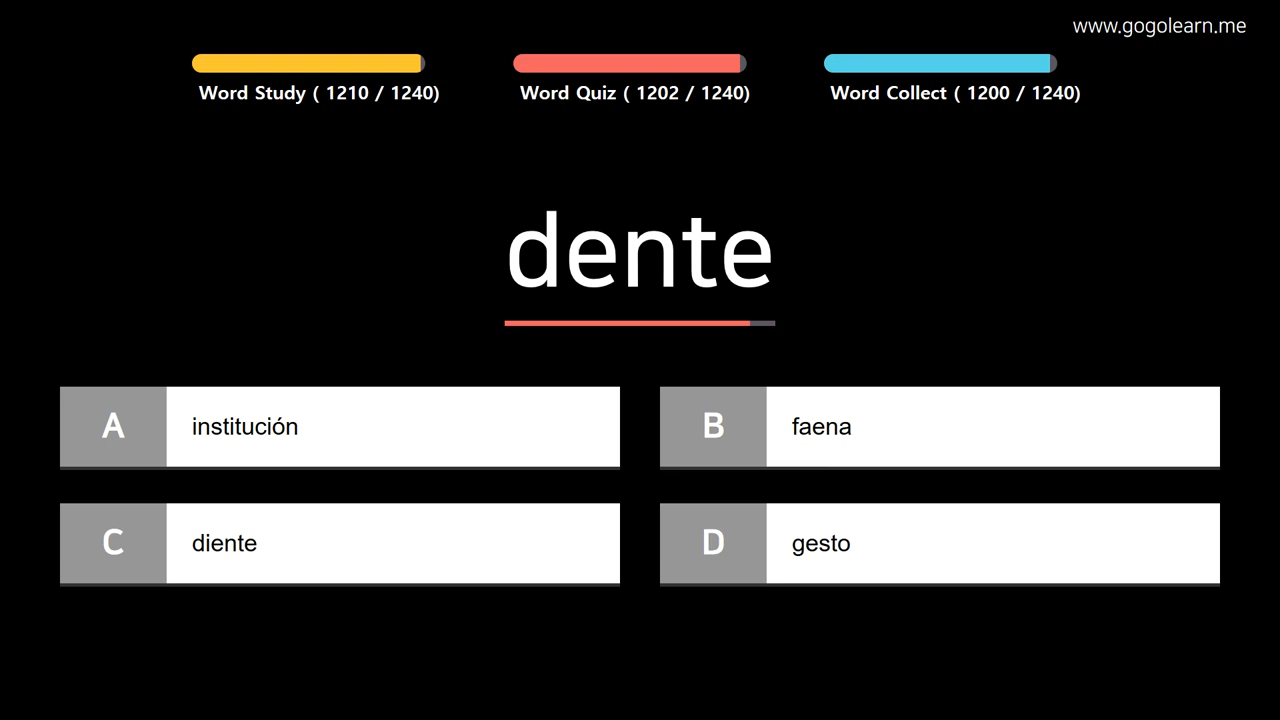 www.gogolearn.me
Word Study ( 1210 / 1240)
Word Quiz ( 1202 / 1240)
Word Collect ( 1200 / 1240)
dente
A institución
B faena
C diente
D gesto